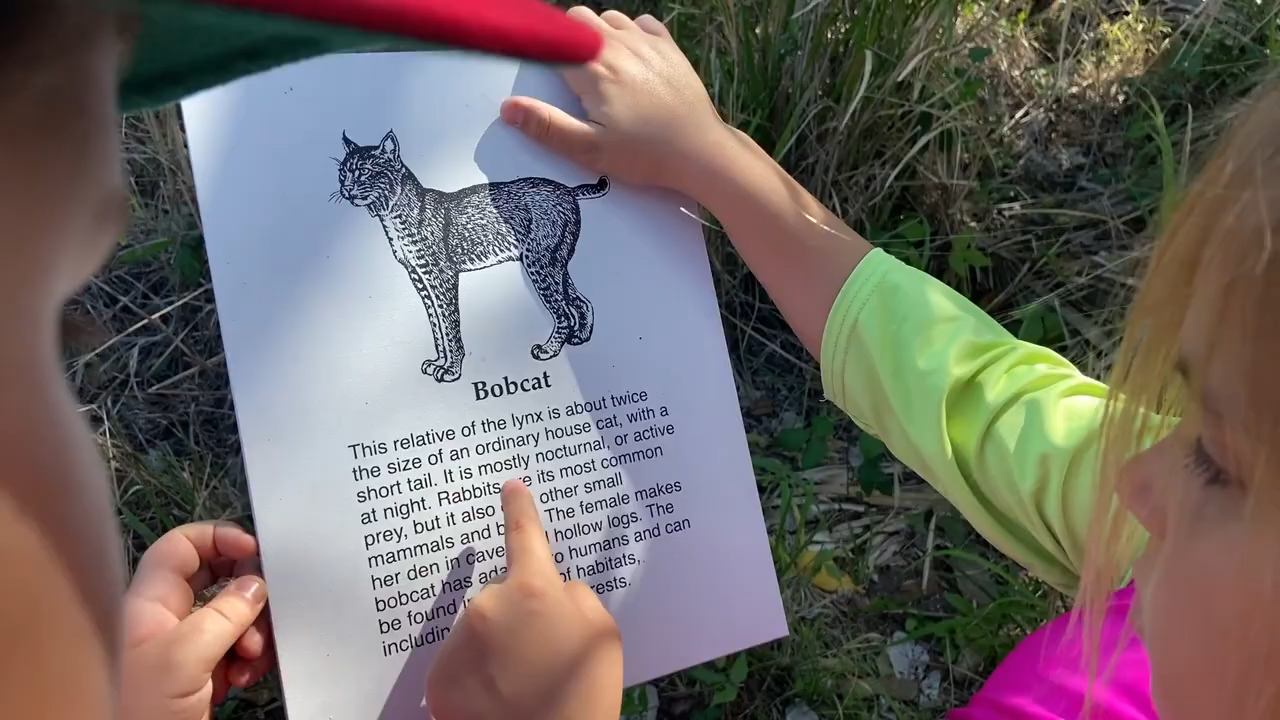 Bobcat
This relative of the lynx is about twice
the size of an ordinary house cat, with a
short tail. It is mostly nocturnal, or active
at night. Rabbits are its most common
prey, but it also other small
mammals and The female makes
her den in hollow logs. The
bobcat has to humans and can
be found of habitats,
including